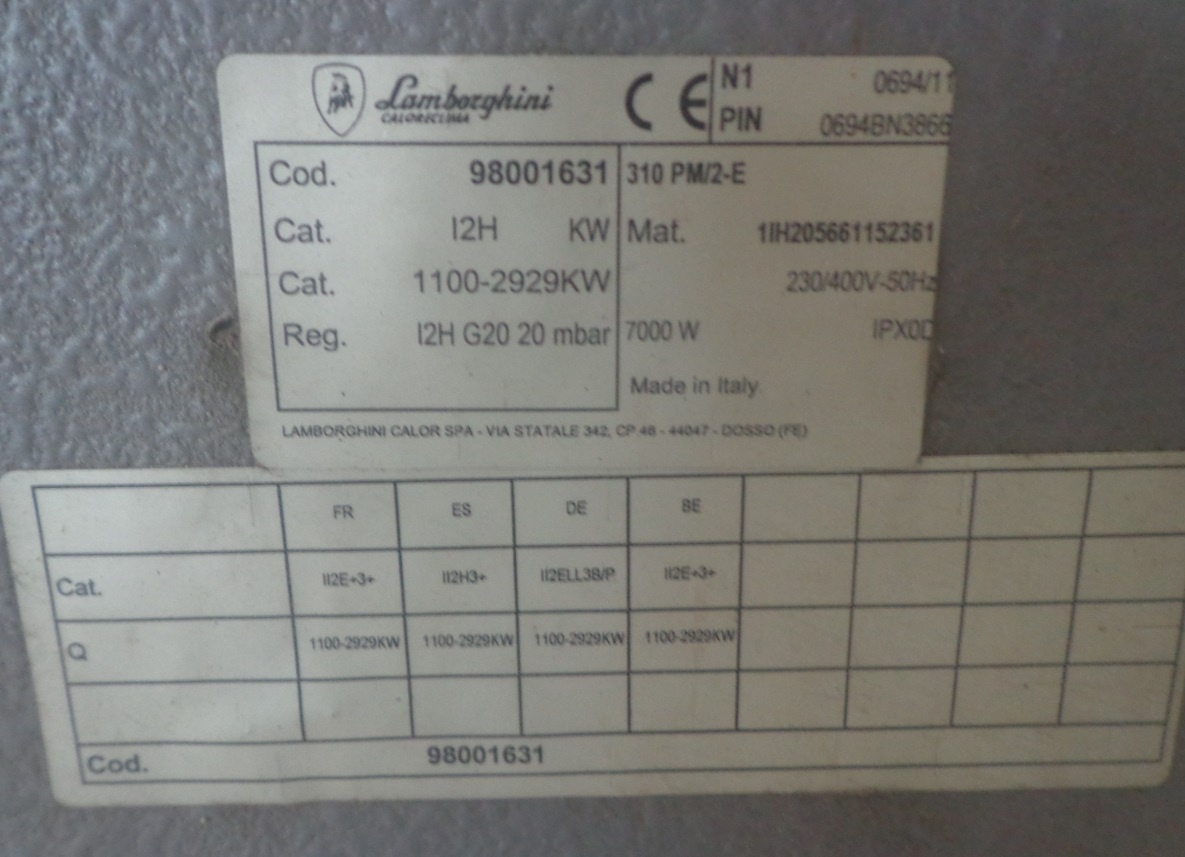 Lamborghini
CALORECLIMA
CE
N1 0694/11
PIN 0694BN3866
Cod. 98001631
310 PM/2-E
Cat. I2H KW
Mat. 1IH205661152361
Cat. 1100-2929KW
230/400V-50Hz
Reg. I2H G20 20 mbar
7000 W IPX0D
Made in Italy
LAMBORGHINI CALOR SPA - VIA STATALE 342, CP 46 - 44047 - DOSSO (FE)
FR ES DE BE
Cat. II2E+3+ II2H3+ II2ELL3B/P II2E+3+
Q 1100-2929KW 1100-2929KW 1100-2929KW 1100-2929KW
Cod. 98001631